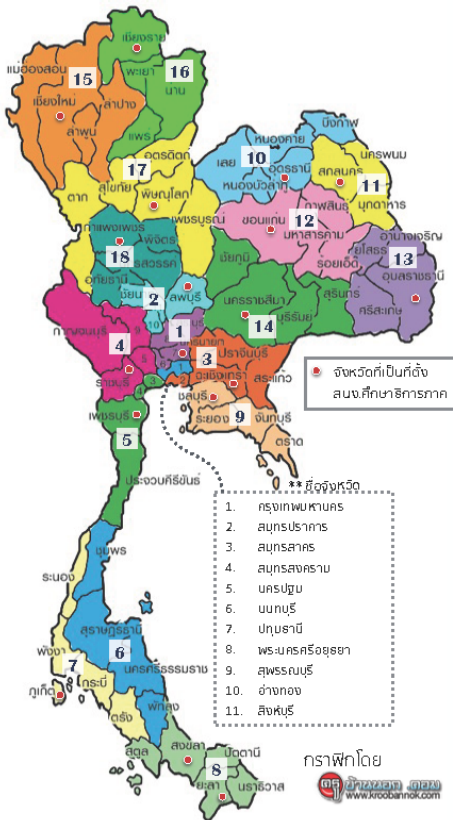 เชียงราย
แม่ฮ่องสอน
15
พะเยา
16
เชียงใหม่
ลำปาง
น่าน
ลำพูน
แพร่
บึงกาฬ
อุตรดิตถ์
หนองคาย
17
เลย
10
นครพนม
สุโขทัย
อุดรธานี
สกลนคร
ตาก
พิษณุโลก
หนองบัวลำภู
11
มุกดาหาร
กาฬสินธุ์
เพชรบูรณ์
ขอนแก่น
12
กำแพงเพชร
มหาสารคาม
อำนาจเจริญ
พิจิตร
ยโสธร
13
18
รสวรรค
ชัยภูมิ
ร้อยเอ็ด
อุบลราชธานี
อุทัยธานี
ชัยน
2
ลพบุรี
นครราชสีมา
สุรินทร์
ศรีสะเกษ
10
1
บุรี
14
บุรีรัมย์
กาญจนบุรี
9
4
ครนายก
3
ปราจีนบุรี
5
6
1
ฉะเชิงเทรา
สระแก้ว
ราชบุรี
3
2
4
ชลบุรี
เพชรบุรี
ระยอง
9
จันทบุรี
5
ตราด
จังหวัดที่เป็นที่ตั้ง
สนง.ศึกษาธิการภาค
ประจวบคีรีขันธ์
**ชื่อจังหวัด
1. กรุงเทพมหานคร
2. สมุทรปราการ
3. สมุทรสาคร
4. สมุทรสงคราม
5. นครปฐม
6. นนทบุรี
7. ปทุมธานี
8. พระนครศรีอยุธยา
9. สุพรรณบุรี
10. อ่างทอง
11. สิงห์บุรี
ชุมพร
ระนอง
สุราษฎร์ธานี
พังงา
6
นครศรีธรรมราช
7
กระบี่
ภูเก็ต
ตรัง
พัทลุง
สตูล
สงขลา
ปัตตานี
8
ยะลา
นราธิวาส
กราฟิกโดย
ครู บ้านนอก ดอทคอม
www.kroobannok.com